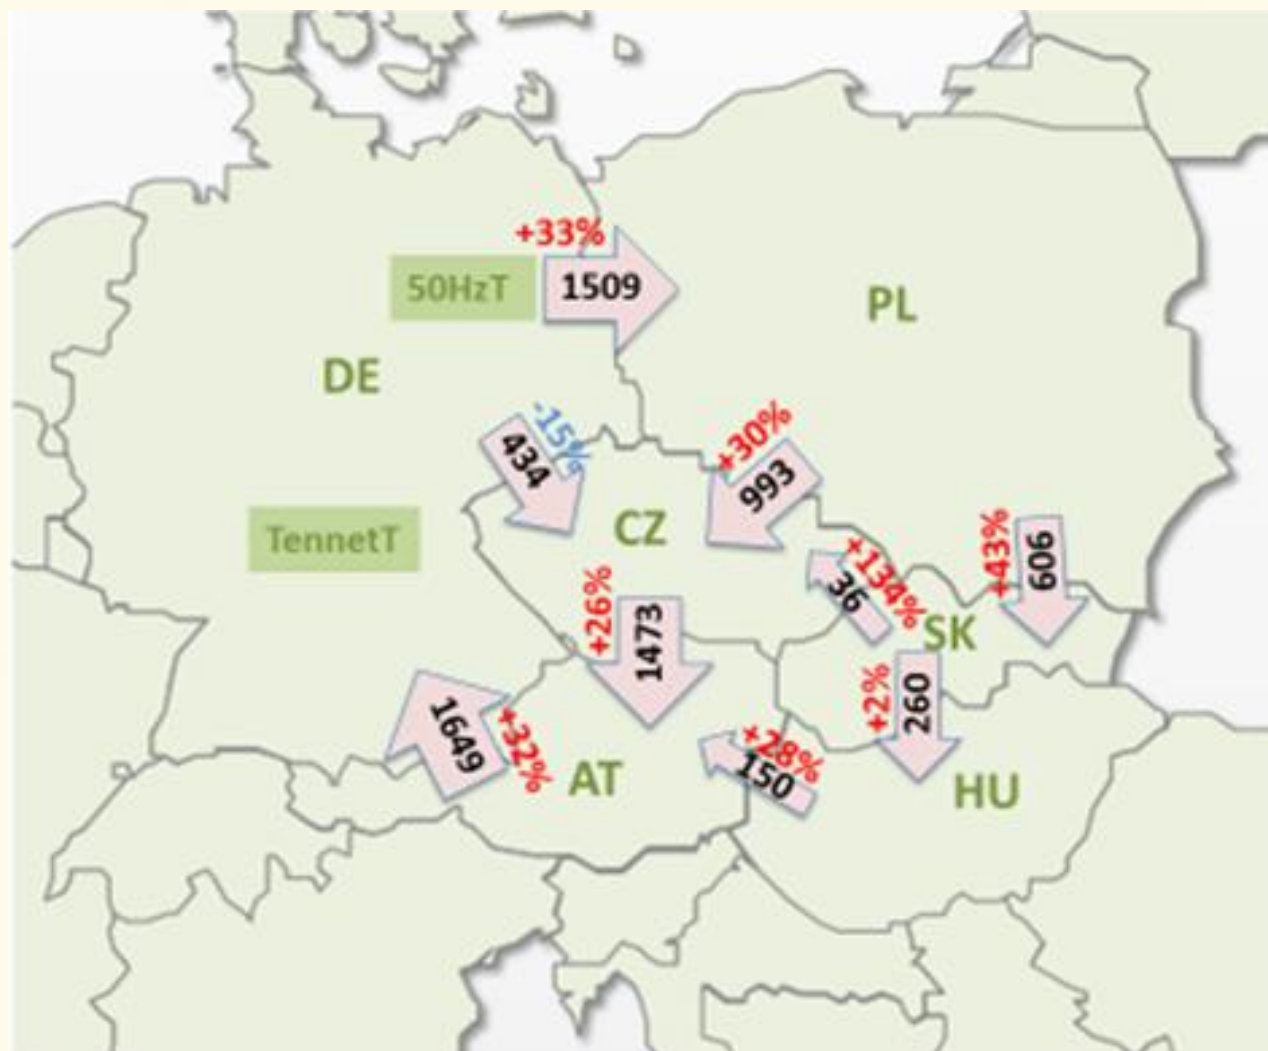 +33%
50HzT
1509
PL
DE
-15%
434
+30%
993
CZ
TennetT
+43%
606
+134%
36
SK
+26%
1473
+2%
260
1649
+32%
AT
+28%
150
HU